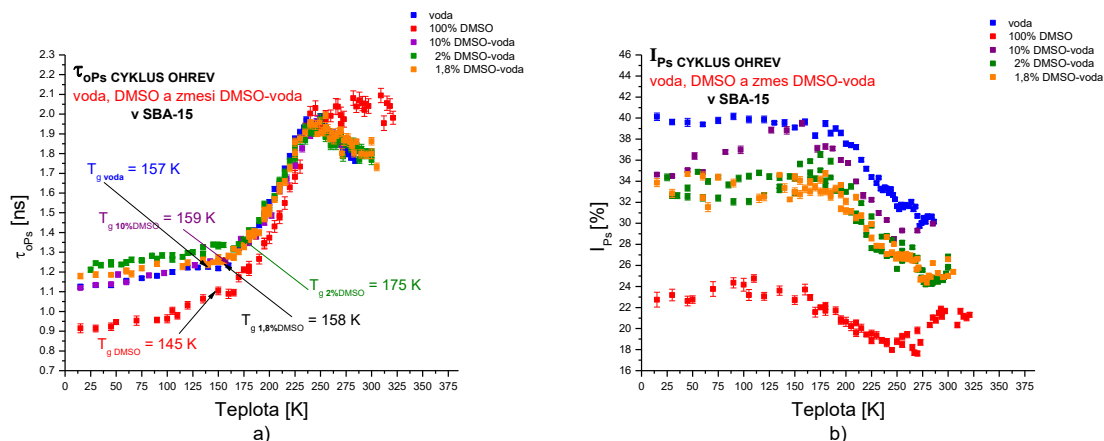 voda
100% DMSO
10% DMSO-voda
2% DMSO-voda
1,8% DMSO-voda
2.3
2.2
2.1
2.0
1.9
1.8
1.7
1.6
1.5
1.4
1.3
1.2
1.1
1.0
0.9
0.8
0.7
τoPs [ns]
τoPs CYKLUS OHREV
voda, DMSO a zmesi DMSO-voda
v SBA-15
Tg voda = 157 K
Tg 10%DMSO = 159 K
Tg 2%DMSO = 175 K
Tg 1,8%DMSO = 158 K
Tg DMSO = 145 K
0 25 50 75 100 125 150 175 200 225 250 275 300 325 350 375
Teplota [K]
a)
voda
100% DMSO
10% DMSO-voda
2% DMSO-voda
1,8% DMSO-voda
46
44
42
40
38
36
34
32
30
28
26
24
22
20
18
16
IPs [%]
IPs CYKLUS OHREV
voda, DMSO a zmes DMSO-voda
v SBA-15
0 25 50 75 100 125 150 175 200 225 250 275 300 325 350 375
Teplota [K]
b)